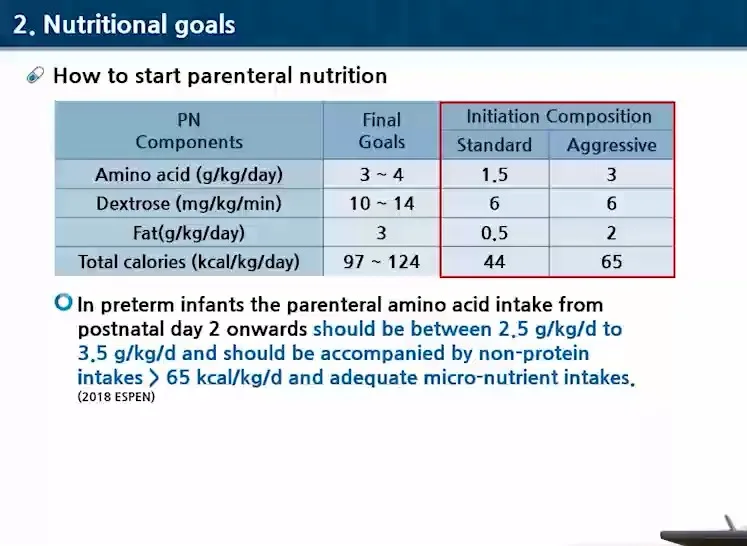 2. Nutritional goals
How to start parenteral nutrition
PN Components Final Goals Initiation Composition
Standard Aggressive
Amino acid (g/kg/day) 3 ~ 4 1.5 3
Dextrose (mg/kg/min) 10 ~ 14 6 6
Fat(g/kg/day) 3 0.5 2
Total calories (kcal/kg/day) 97 ~ 124 44 65
In preterm infants the parenteral amino acid intake from
postnatal day 2 onwards should be between 2.5 g/kg/d to
3.5 g/kg/d and should be accompanied by non-protein
intakes > 65 kcal/kg/d and adequate micro-nutrient intakes.
(2018 ESPEN)